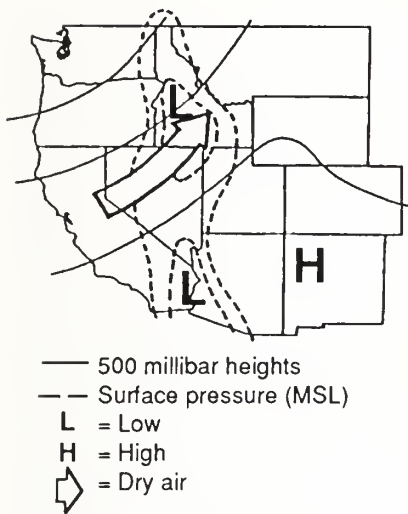 L
H
L
500 millibar heights
Surface pressure (MSL)
L = Low
H = High
= Dry air